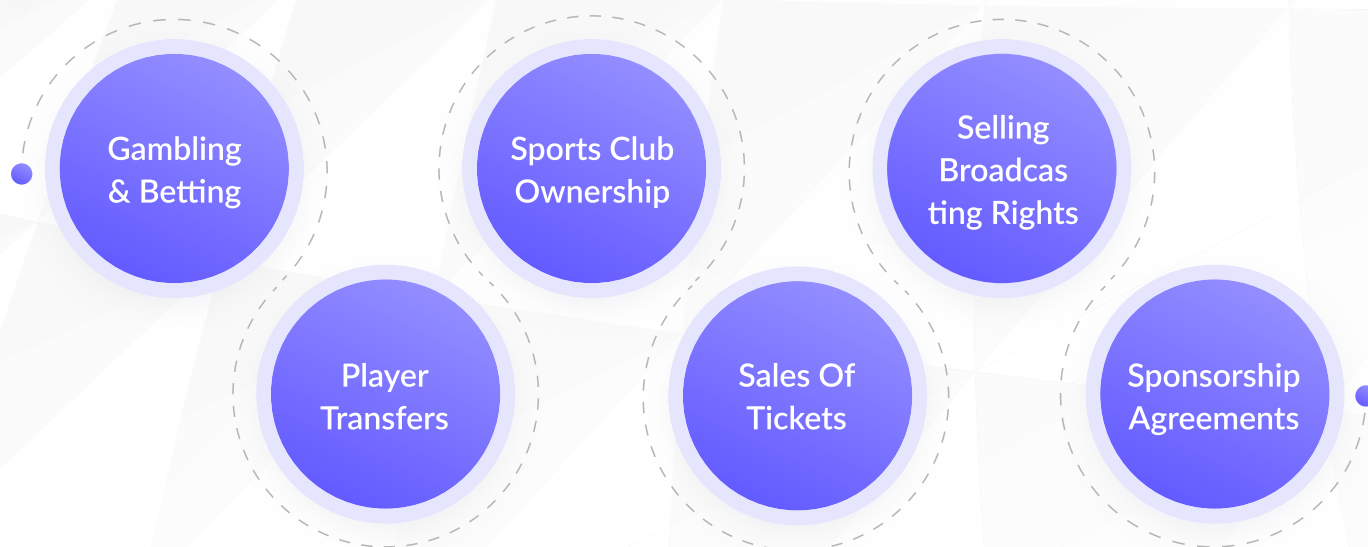 Gambling
& Betting
Sports Club
Ownership
Selling
Broadcas
ting Rights
Player
Transfers
Sales Of
Tickets
Sponsorship
Agreements